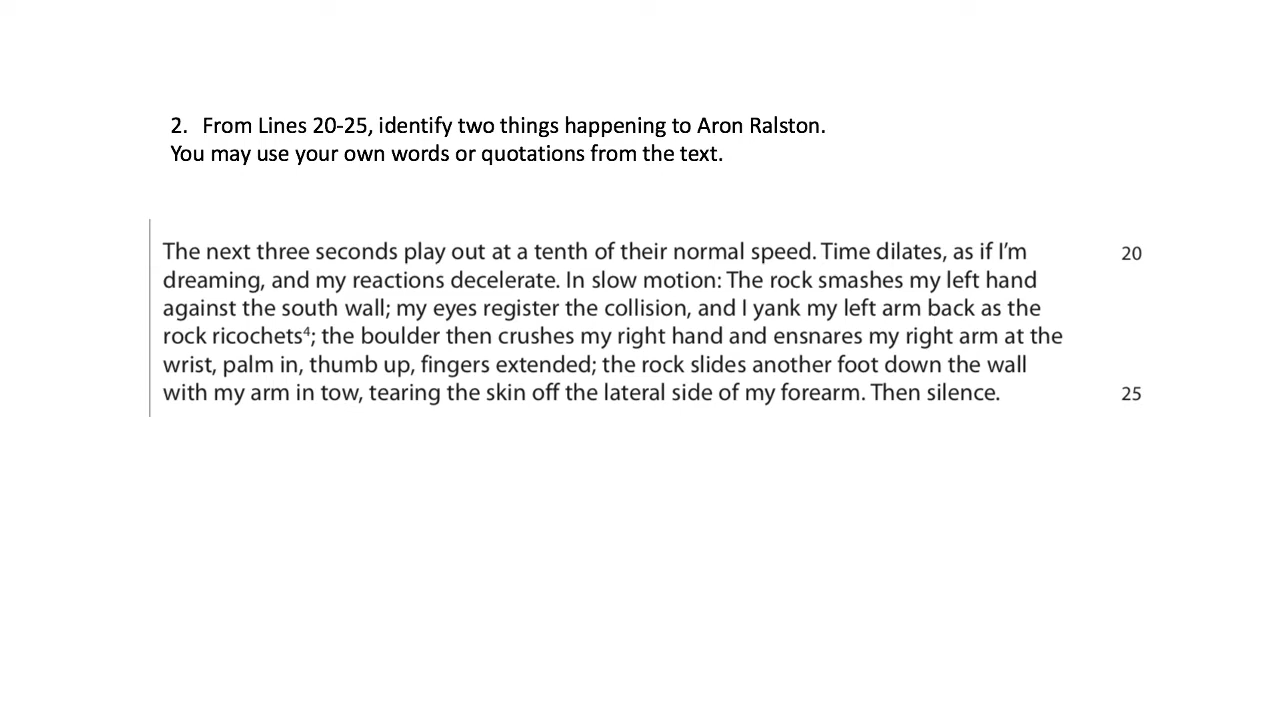 2. From Lines 20-25, identify two things happening to Aron Ralston.
You may use your own words or quotations from the text.
The next three seconds play out at a tenth of their normal speed. Time dilates, as if I’m 20
dreaming, and my reactions decelerate. In slow motion: The rock smashes my left hand
against the south wall; my eyes register the collision, and I yank my left arm back as the
rock ricochets⁴; the boulder then crushes my right hand and ensnares my right arm at the
wrist, palm in, thumb up, fingers extended; the rock slides another foot down the wall
with my arm in tow, tearing the skin off the lateral side of my forearm. Then silence. 25